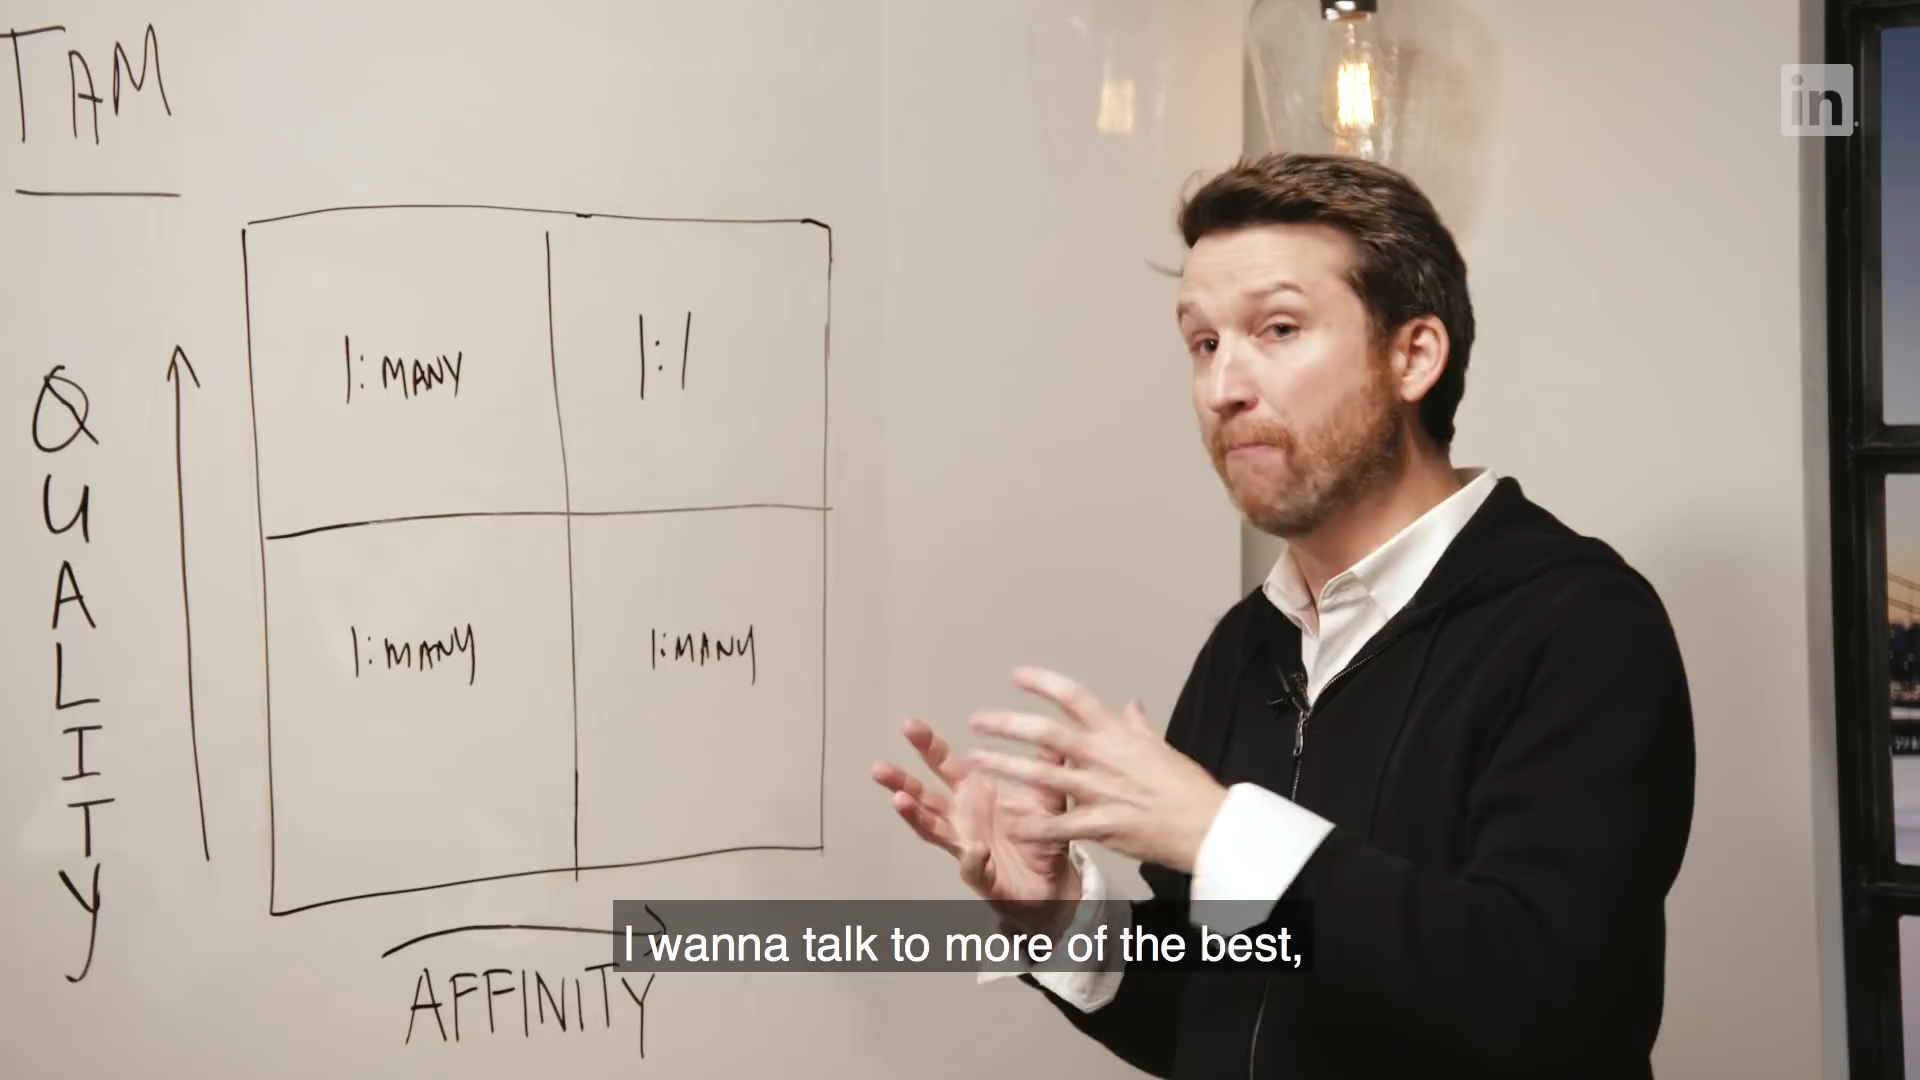 TAM
in
1:MANY
1:1
QUALITY
1:MANY
1:MANY
I wanna talk to more of the best,
AFFINITY